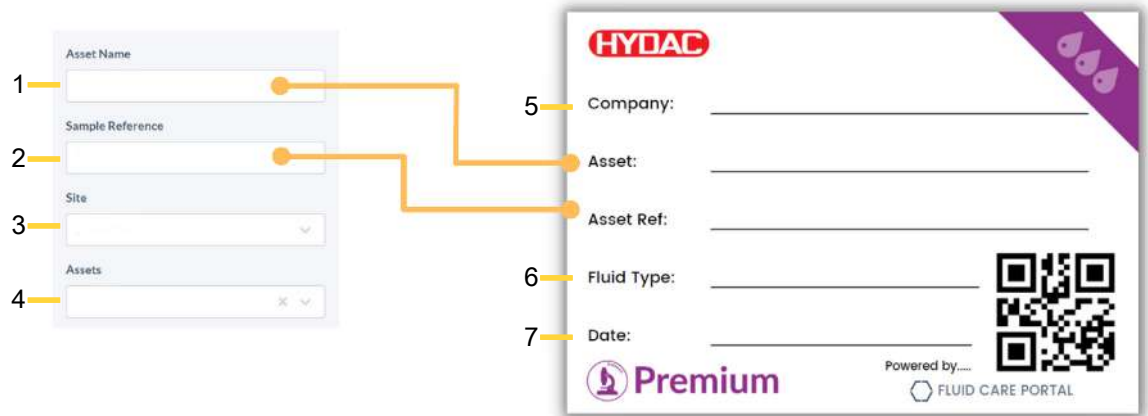 Asset Name
1
Sample Reference
2
Site
3
Assets
4
HYDAC
5 Company:
Asset:
Asset Ref:
6 Fluid Type:
7 Date:
Premium
Powered by.....
FLUID CARE PORTAL